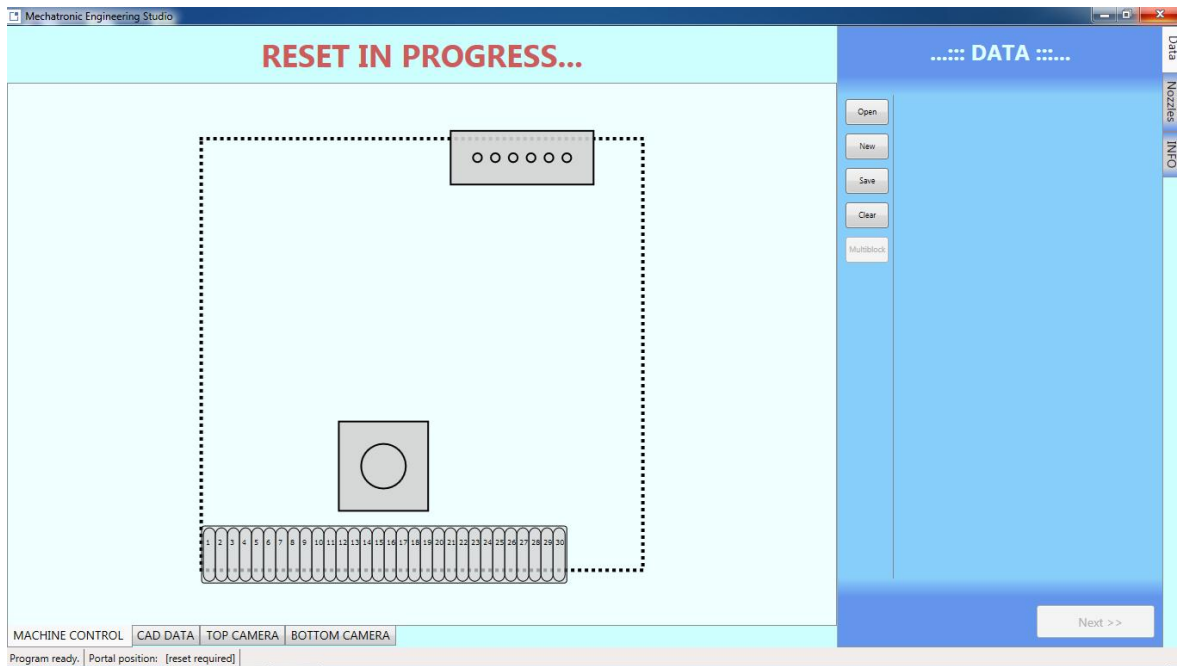 Mechatronic Engineering Studio
RESET IN PROGRESS...
...::: DATA :::...
Data
Nozzles
INFO
Open
New
Save
Clear
Multiblock
1 2 3 4 5 6 7 8 9 10 11 12 13 14 15 16 17 18 19 20 21 22 23 24 25 26 27 28 29 30
Next >>
MACHINE CONTROL CAD DATA TOP CAMERA BOTTOM CAMERA
Program ready. Portal position: [reset required]